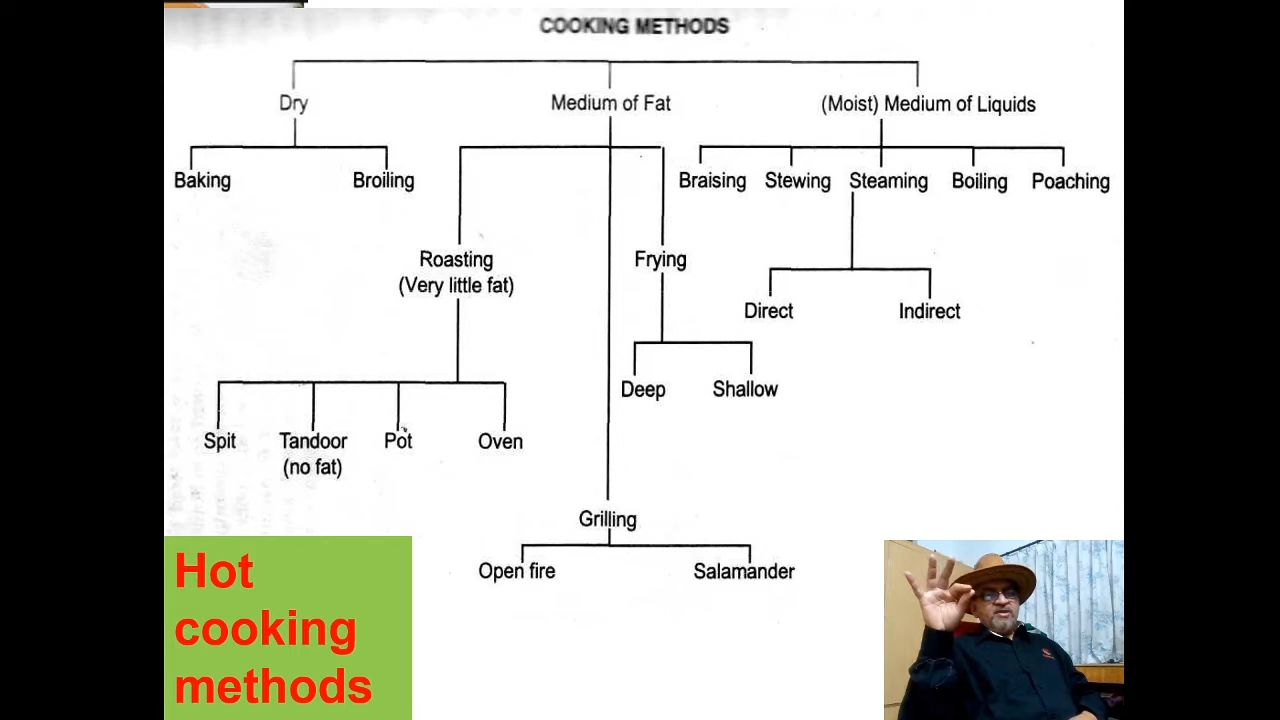 COOKING METHODS
Dry
Medium of Fat
(Moist) Medium of Liquids
Baking
Broiling
Braising
Stewing
Steaming
Boiling
Poaching
Roasting
(Very little fat)
Frying
Direct
Indirect
Deep
Shallow
Spit
Tandoor
(no fat)
Pot
Oven
Grilling
Open fire
Salamander
Hot
cooking
methods